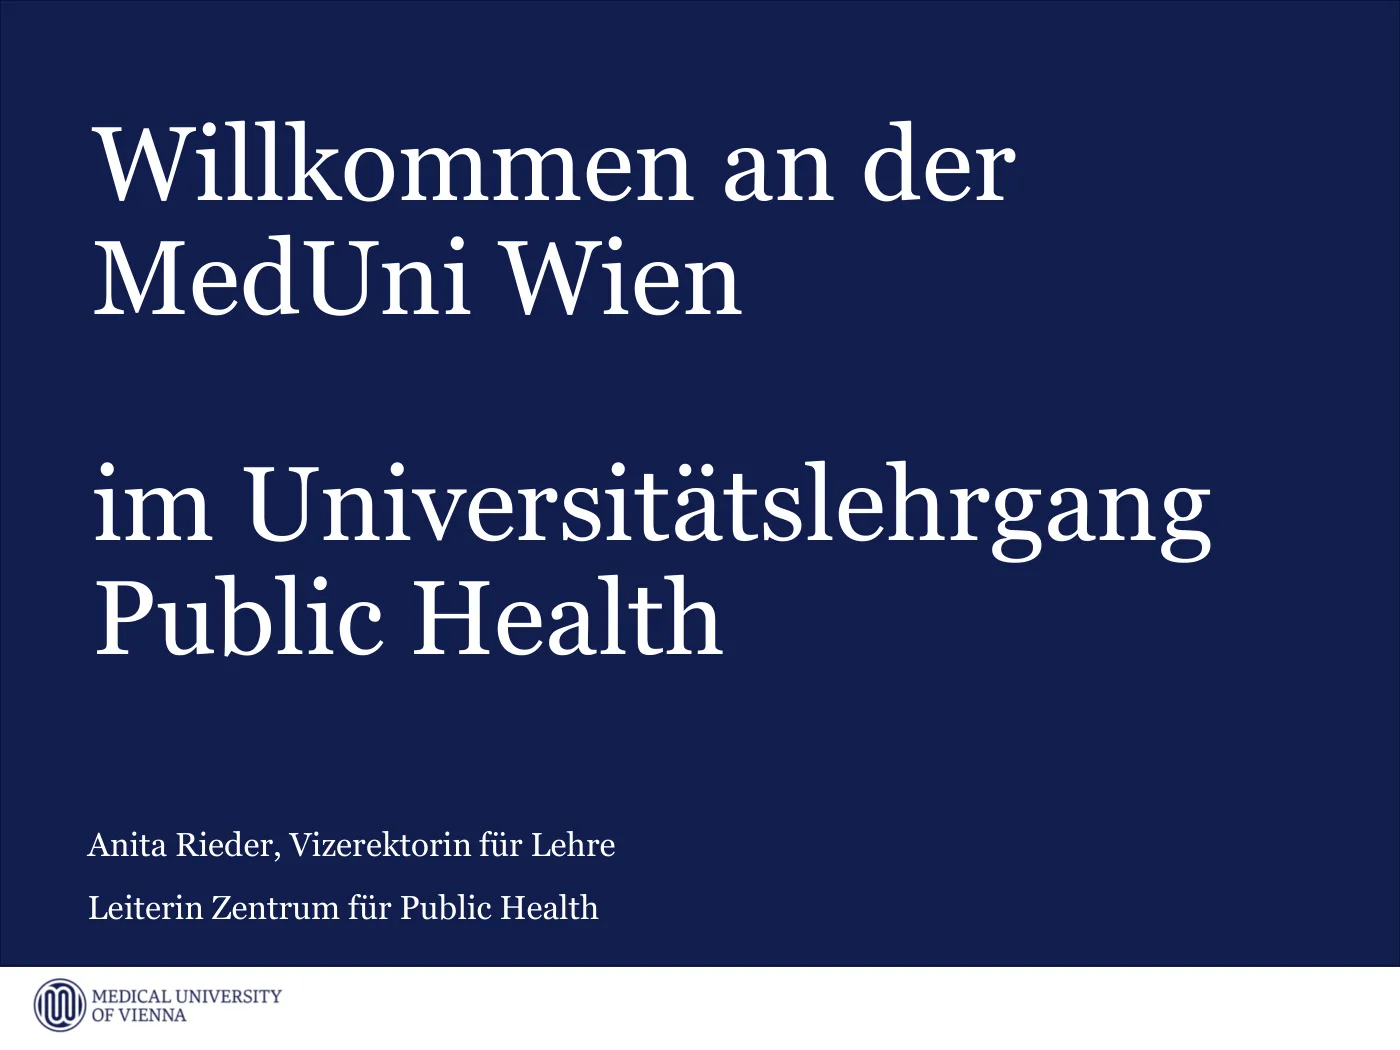 Willkommen an der
MedUni Wien
im Universitätslehrgang
Public Health
Anita Rieder, Vizerektorin für Lehre
Leiterin Zentrum für Public Health
MEDICAL UNIVERSITY
OF VIENNA